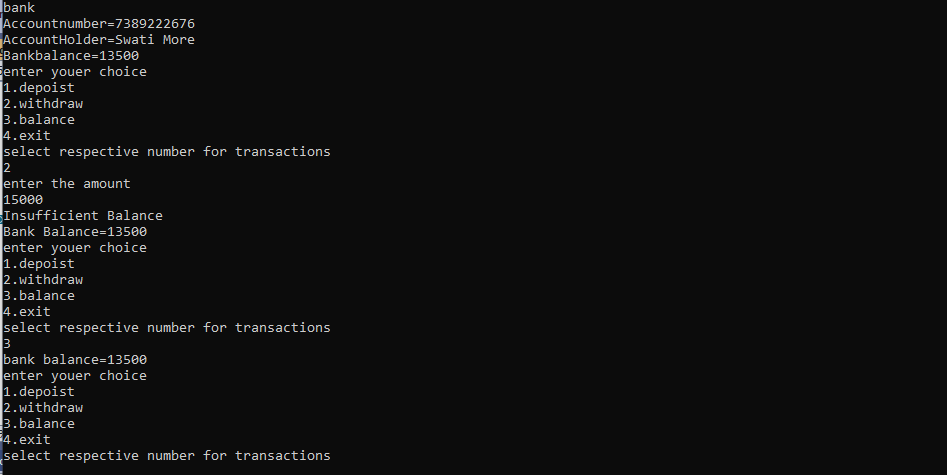 bank
Accountnumber=7389222676
AccountHolder=Swati More
Bankbalance=13500
enter youer choice
1.depoist
2.withdraw
3.balance
4.exit
select respective number for transactions
2
enter the amount
15000
Insufficient Balance
Bank Balance=13500
enter youer choice
1.depoist
2.withdraw
3.balance
4.exit
select respective number for transactions
3
bank balance=13500
enter youer choice
1.depoist
2.withdraw
3.balance
4.exit
select respective number for transactions